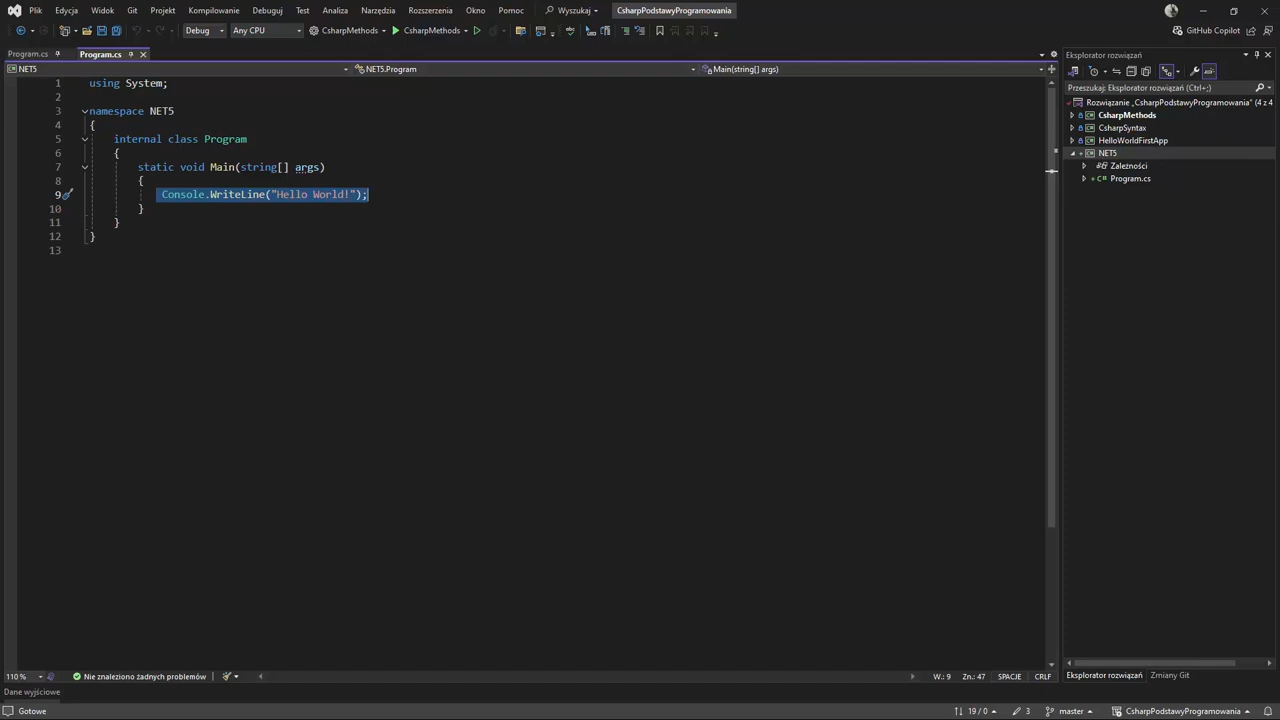 Plik Edycja Widok Git Projekt Kompilowanie Debuguj Test Analiza Narzędzia Rozszerzenia Okno Pomoc Wyszukaj CsharpPodstawyProgramowania
Debug Any CPU CsharpMethods CsharpMethods GitHub Copilot
Program.cs Program.cs
NET5 NET5.Program Main(string[] args)
1 using System;
2
3 namespace NET5
4 {
5 internal class Program
6 {
7 static void Main(string[] args)
8 {
9 Console.WriteLine("Hello World!");
10 }
11 }
12 }
13
Eksplorator rozwiązań
Przeszukaj: Eksplorator rozwiązań (Ctrl+;)
Rozwiązanie „CsharpPodstawyProgramowania" (4 z 4
CsharpMethods
CsharpSyntax
HelloWorldFirstApp
NET5
Zależności
Program.cs
110 % Nie znaleziono żadnych problemów W.: 9 Zn.: 47 SPACJE CRLF
Eksplorator rozwiązań Zmiany Git
Dane wyjściowe
Gotowe 19 / 0 3 master CsharpPodstawyProgramowania